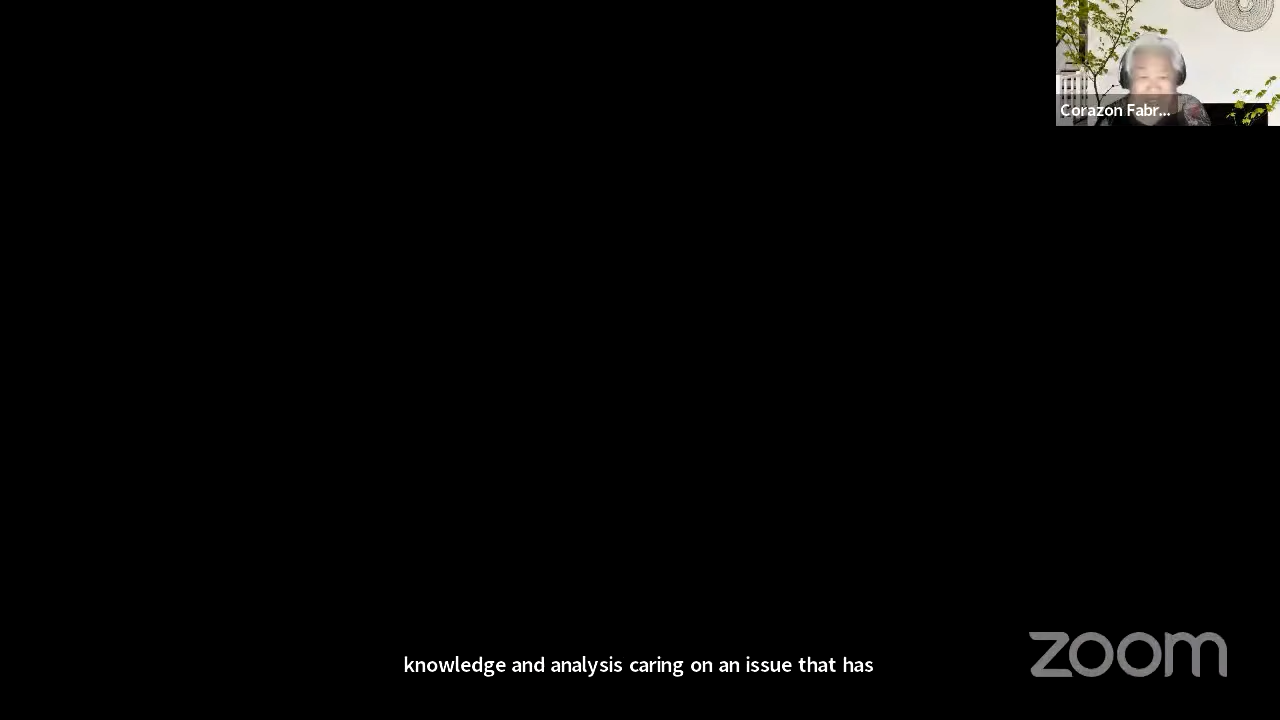 Corazon Fabr...
knowledge and analysis caring on an issue that has
zoom